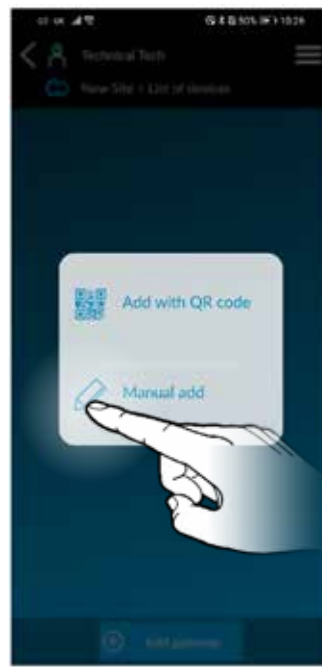 Technical Tech
New Site > List of devices
Add with QR code
Manual add
Add gateway